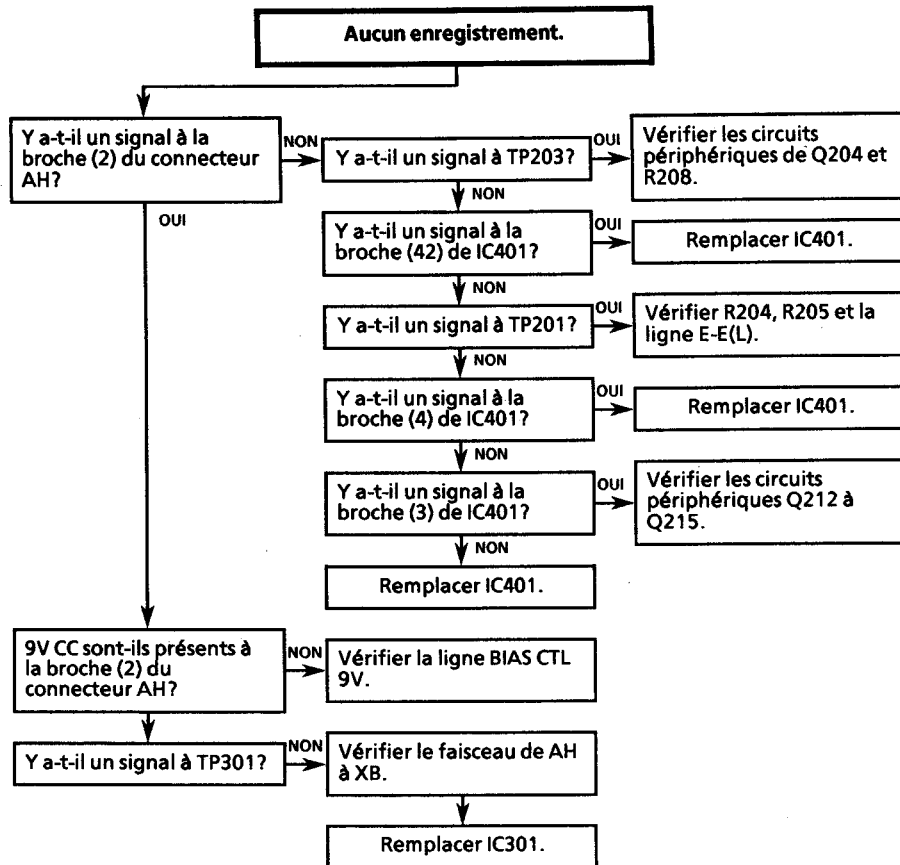 Aucun enregistrement.
Y a-t-il un signal à la
broche (2) du connecteur
AH?
NON
Y a-t-il un signal à TP203?
OUI
Vérifier les circuits
périphériques de Q204 et
R208.
OUI
NON
Y a-t-il un signal à la
broche (42) de IC401?
OUI
Remplacer IC401.
NON
Y a-t-il un signal à TP201?
OUI
Vérifier R204, R205 et la
ligne E-E(L).
NON
Y a-t-il un signal à la
broche (4) de IC401?
OUI
Remplacer IC401.
NON
Y a-t-il un signal à la
broche (3) de IC401?
OUI
Vérifier les circuits
périphériques Q212 à
Q215.
NON
Remplacer IC401.
9V CC sont-ils présents à
la broche (2) du
connecteur AH?
NON
Vérifier la ligne BIAS CTL
9V.
Y a-t-il un signal à TP301?
NON
Vérifier le faisceau de AH
à XB.
Remplacer IC301.